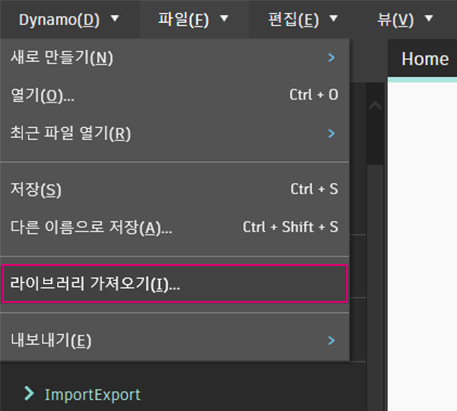 Dynamo(D) 파일(F) 편집(E) 뷰(V)
새로 만들기(N)
Home
열기(O)... Ctrl + O
최근 파일 열기(R)
저장(S) Ctrl + S
다른 이름으로 저장(A)... Ctrl + Shift + S
라이브러리 가져오기(I)...
내보내기(E)
ImportExport